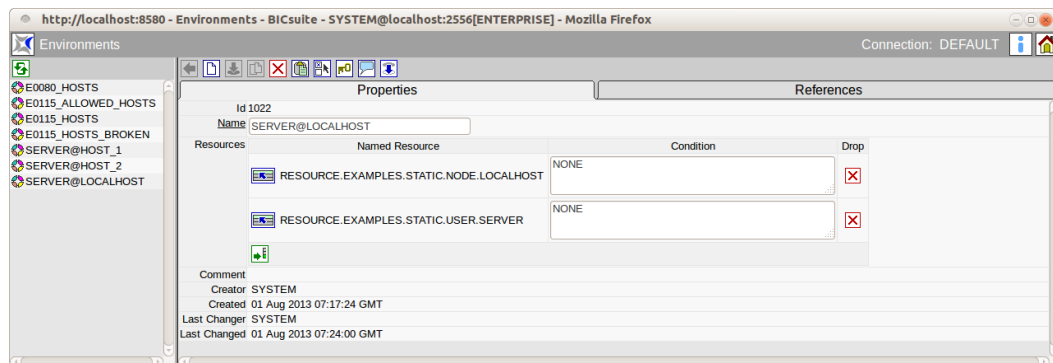 http://localhost:8580 - Environments - BICsuite - SYSTEM@localhost:2556[ENTERPRISE] - Mozilla Firefox
Environments
Connection: DEFAULT
E0080_HOSTS
E0115_ALLOWED_HOSTS
E0115_HOSTS
E0115_HOSTS_BROKEN
SERVER@HOST_1
SERVER@HOST_2
SERVER@LOCALHOST
Properties
References
Id 1022
Name SERVER@LOCALHOST
Resources Named Resource Condition Drop
RESOURCE.EXAMPLES.STATIC.NODE.LOCALHOST NONE
RESOURCE.EXAMPLES.STATIC.USER.SERVER NONE
Comment
Creator SYSTEM
Created 01 Aug 2013 07:17:24 GMT
Last Changer SYSTEM
Last Changed 01 Aug 2013 07:24:00 GMT